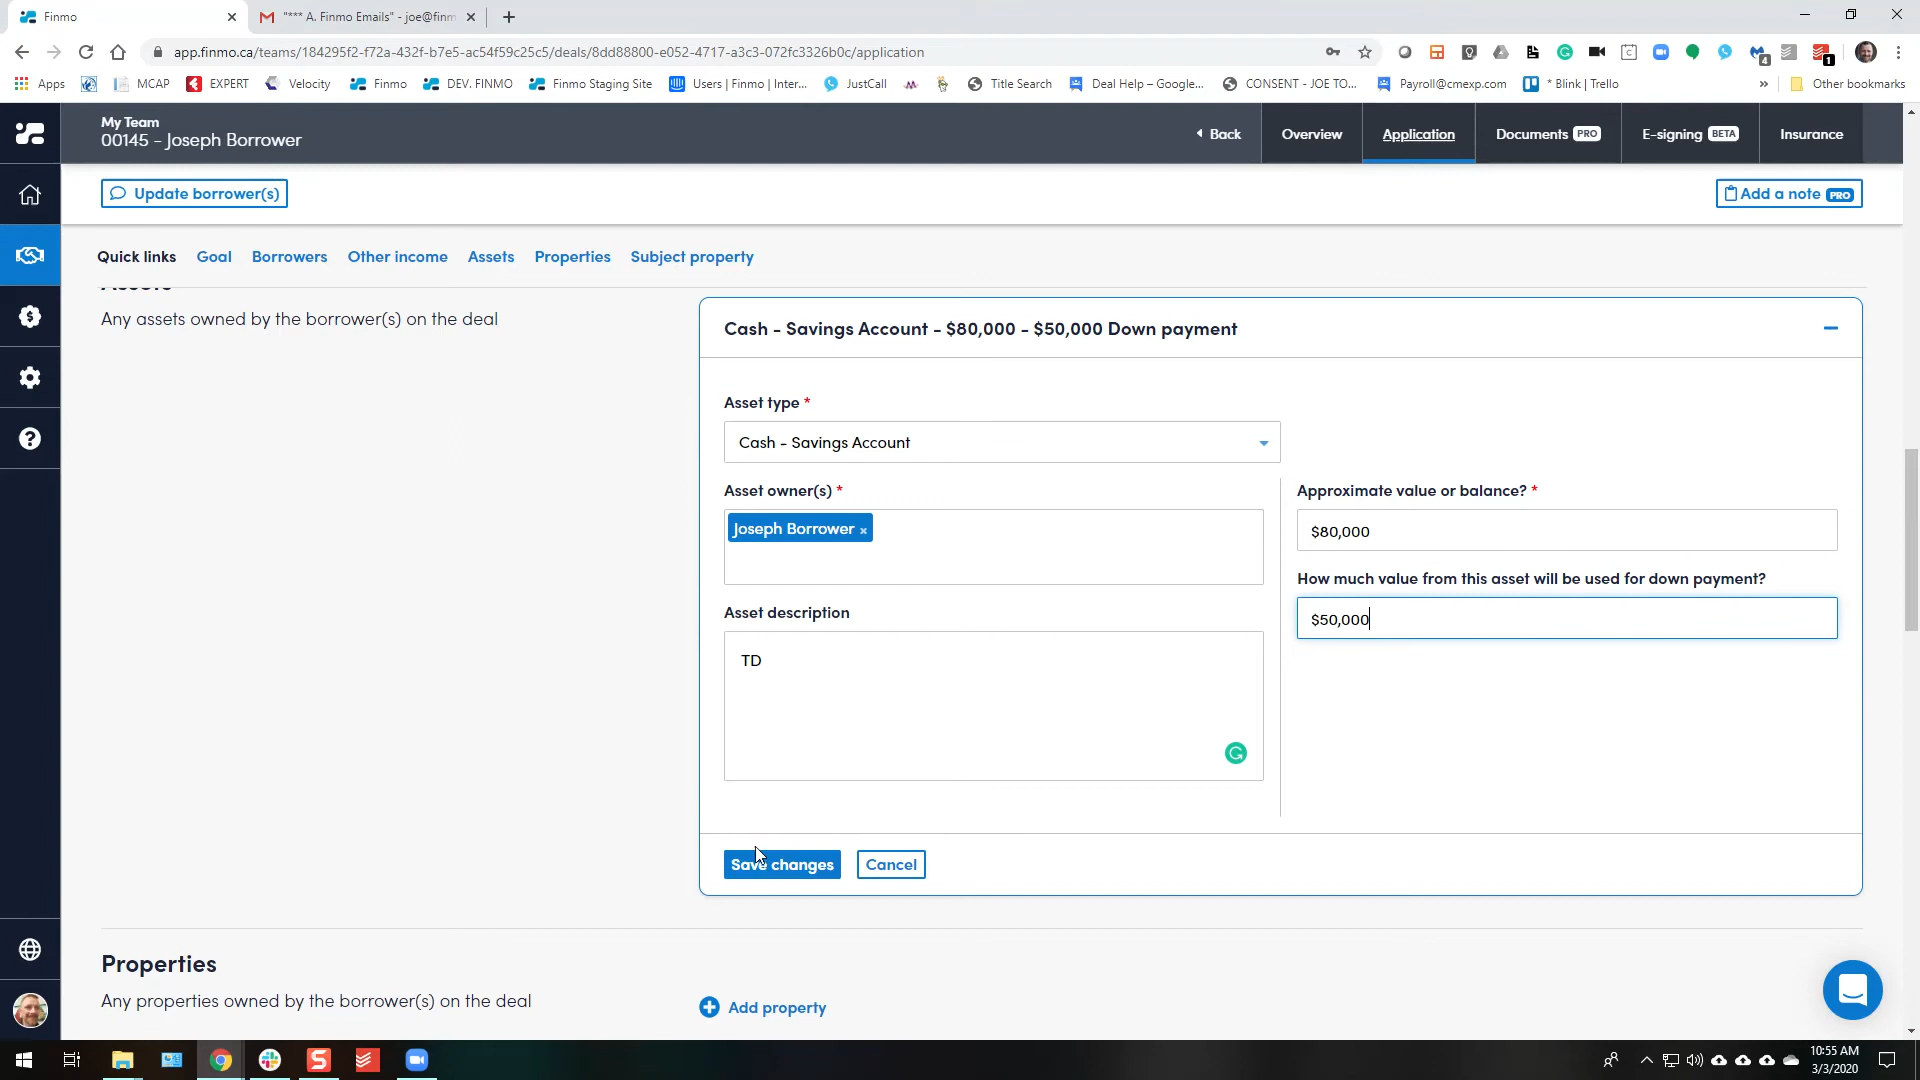 Finmo
"*** A. Finmo Emails" - joe@finm
app.finmo.ca/teams/184295f2-f72a-432f-b7e5-ac54f59c25c5/deals/8dd88800-e052-4717-a3c3-072fc3326b0c/application
Apps MCAP EXPERT Velocity Finmo DEV. FINMO Finmo Staging Site Users | Finmo | Inter... JustCall Title Search Deal Help – Google... CONSENT - JOE TO... Payroll@cmexp.com * Blink | Trello » Other bookmarks
My Team
00145 - Joseph Borrower
Back Overview Application Documents PRO E-signing BETA Insurance
Update borrower(s)
Add a note PRO
Quick links Goal Borrowers Other income Assets Properties Subject property
Assets
Any assets owned by the borrower(s) on the deal
Cash - Savings Account - $80,000 - $50,000 Down payment
Asset type *
Cash - Savings Account
Asset owner(s) *
Joseph Borrower ×
Approximate value or balance? *
$80,000
How much value from this asset will be used for down payment?
$50,000
Asset description
TD
Save changes
Cancel
Properties
Any properties owned by the borrower(s) on the deal
Add property
10:55 AM
3/3/2020